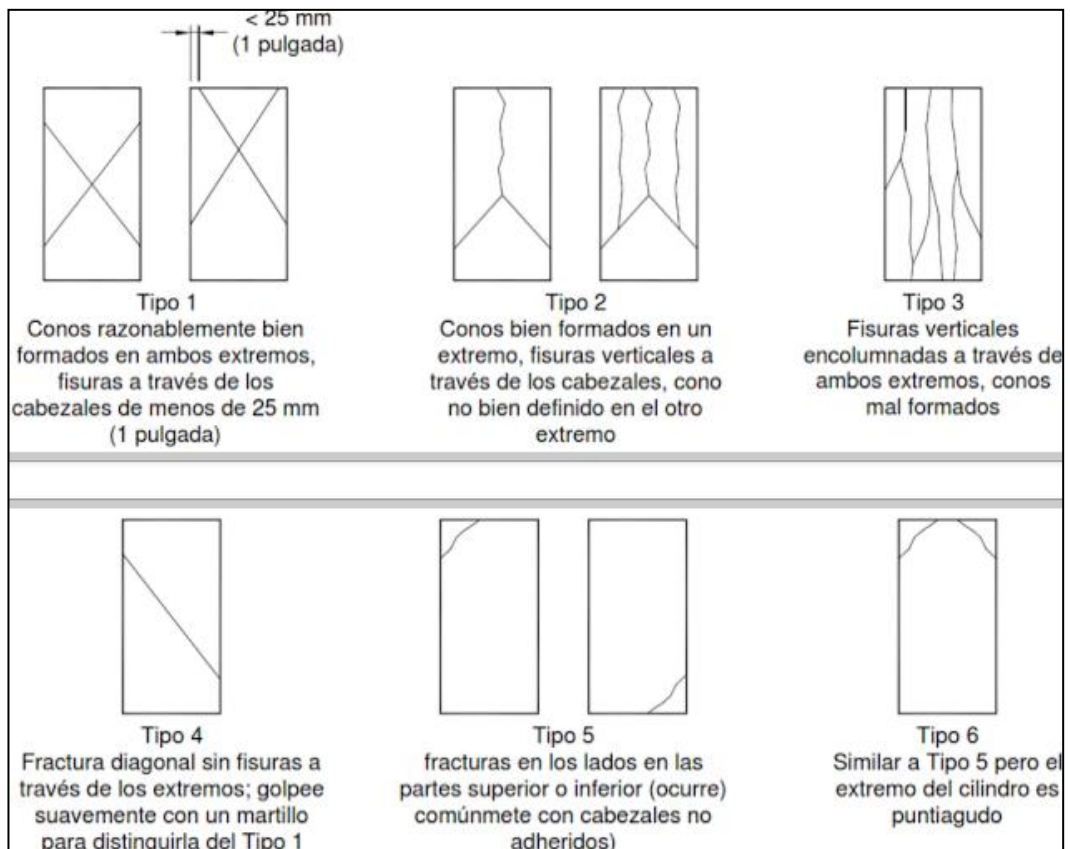 < 25 mm
(1 pulgada)
Tipo 1
Conos razonablemente bien
formados en ambos extremos,
fisuras a través de los
cabezales de menos de 25 mm
(1 pulgada)
Tipo 2
Conos bien formados en un
extremo, fisuras verticales a
través de los cabezales, cono
no bien definido en el otro
extremo
Tipo 3
Fisuras verticales
encolumnadas a través de
ambos extremos, conos
mal formados
Tipo 4
Fractura diagonal sin fisuras a
través de los extremos; golpee
suavemente con un martillo
para distinguirla del Tipo 1
Tipo 5
fracturas en los lados en las
partes superior o inferior (ocurre)
comúnmete con cabezales no
adheridos)
Tipo 6
Similar a Tipo 5 pero el
extremo del cilindro es
puntiagudo